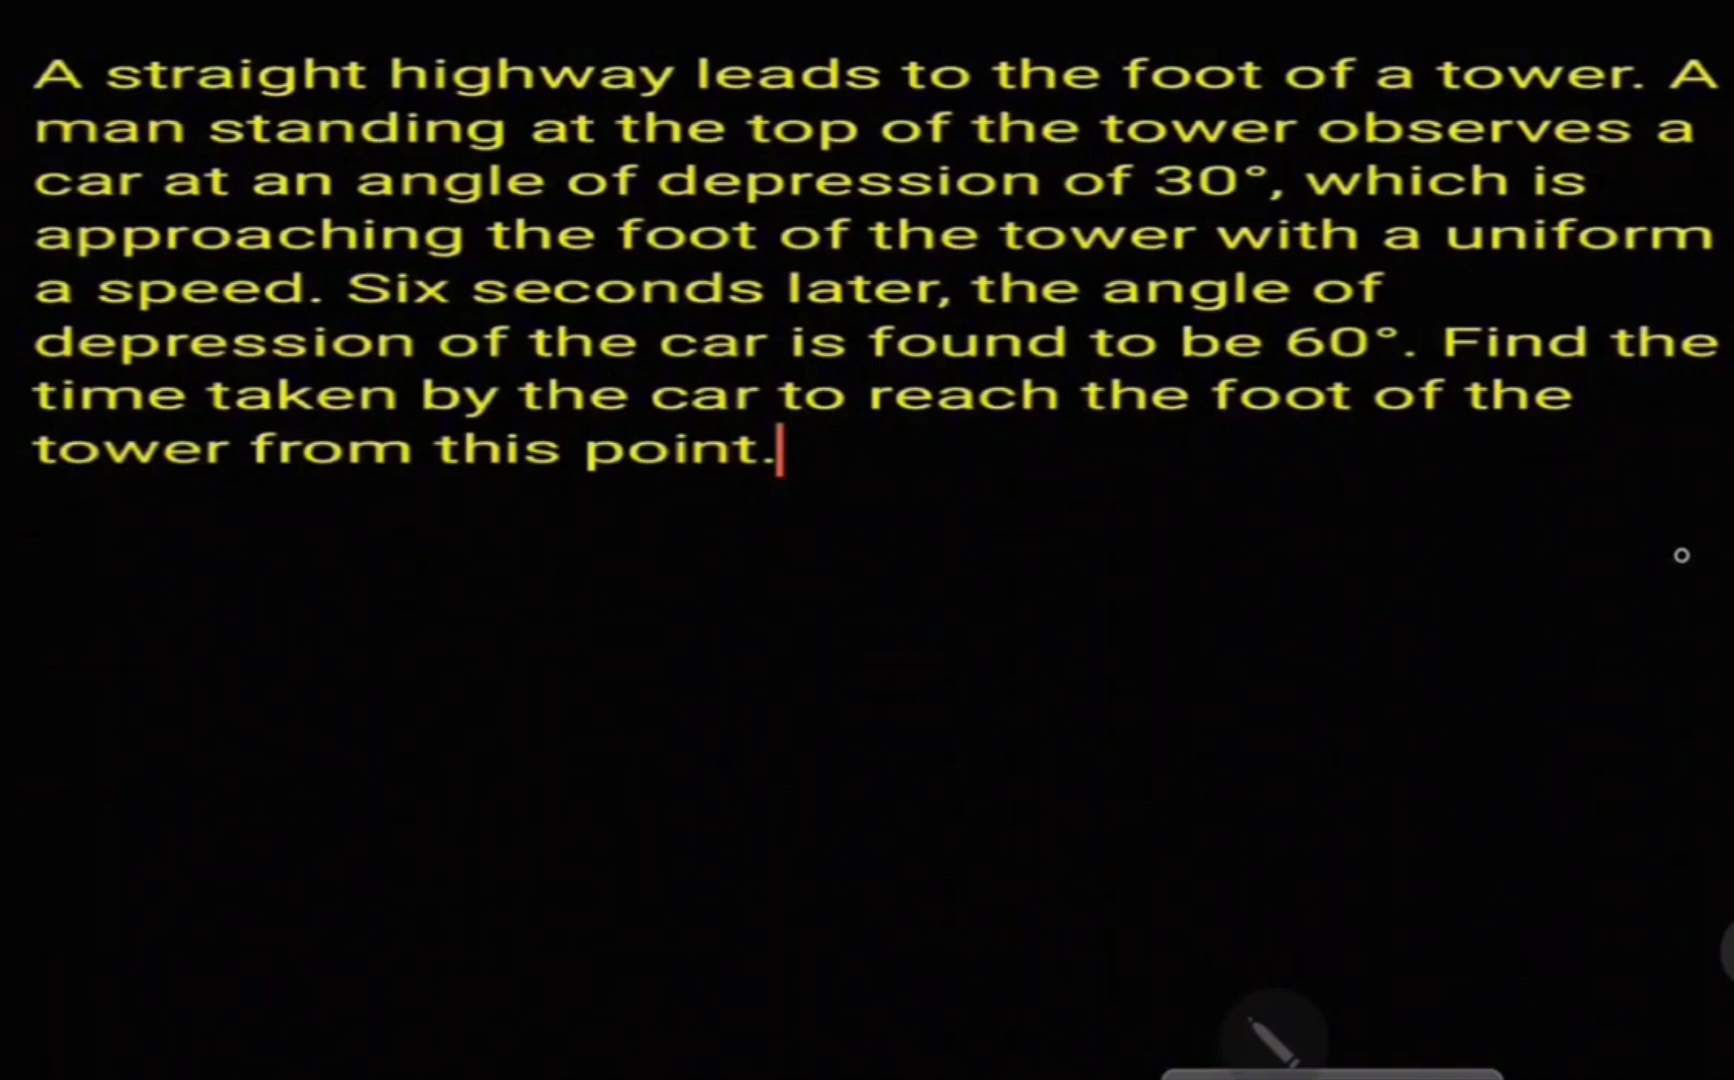 A straight highway leads to the foot of a tower. A
man standing at the top of the tower observes a
car at an angle of depression of 30°, which is
approaching the foot of the tower with a uniform
a speed. Six seconds later, the angle of
depression of the car is found to be 60°. Find the
time taken by the car to reach the foot of the
tower from this point.